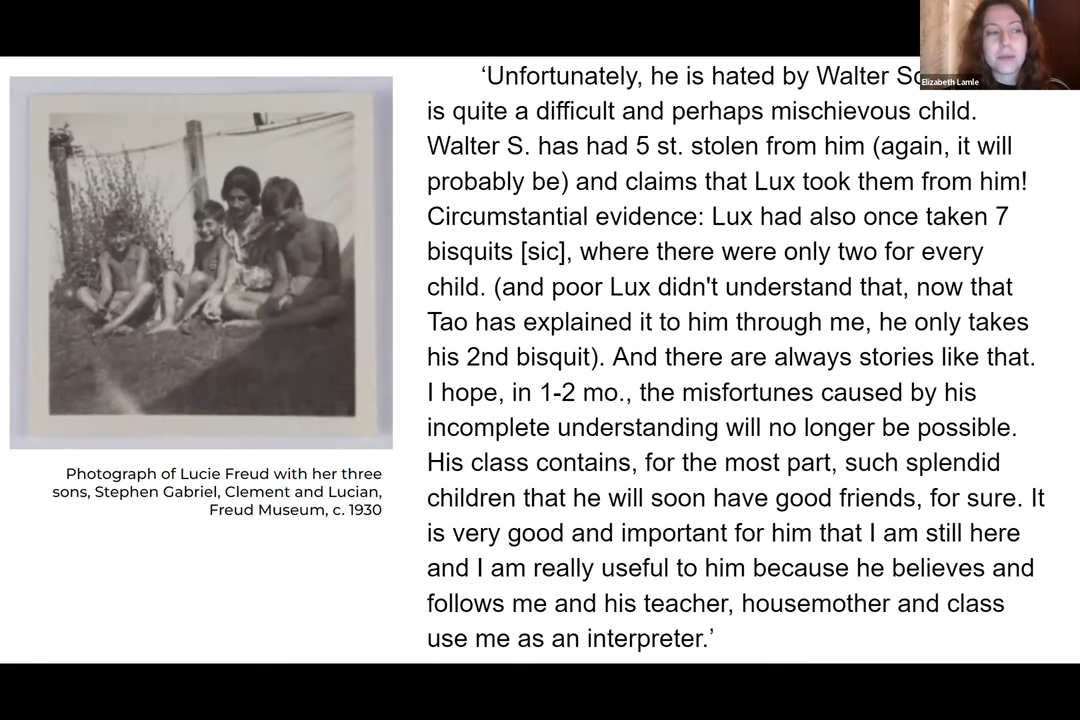 Elizabeth Lamle
‘Unfortunately, he is hated by Walter
is quite a difficult and perhaps mischievous child.
Walter S. has had 5 st. stolen from him (again, it will
probably be) and claims that Lux took them from him!
Circumstantial evidence: Lux had also once taken 7
bisquits [sic], where there were only two for every
child. (and poor Lux didn't understand that, now that
Tao has explained it to him through me, he only takes
his 2nd bisquit). And there are always stories like that.
I hope, in 1-2 mo., the misfortunes caused by his
incomplete understanding will no longer be possible.
His class contains, for the most part, such splendid
children that he will soon have good friends, for sure. It
is very good and important for him that I am still here
and I am really useful to him because he believes and
follows me and his teacher, housemother and class
use me as an interpreter.’
Photograph of Lucie Freud with her three
sons, Stephen Gabriel, Clement and Lucian,
Freud Museum, c. 1930